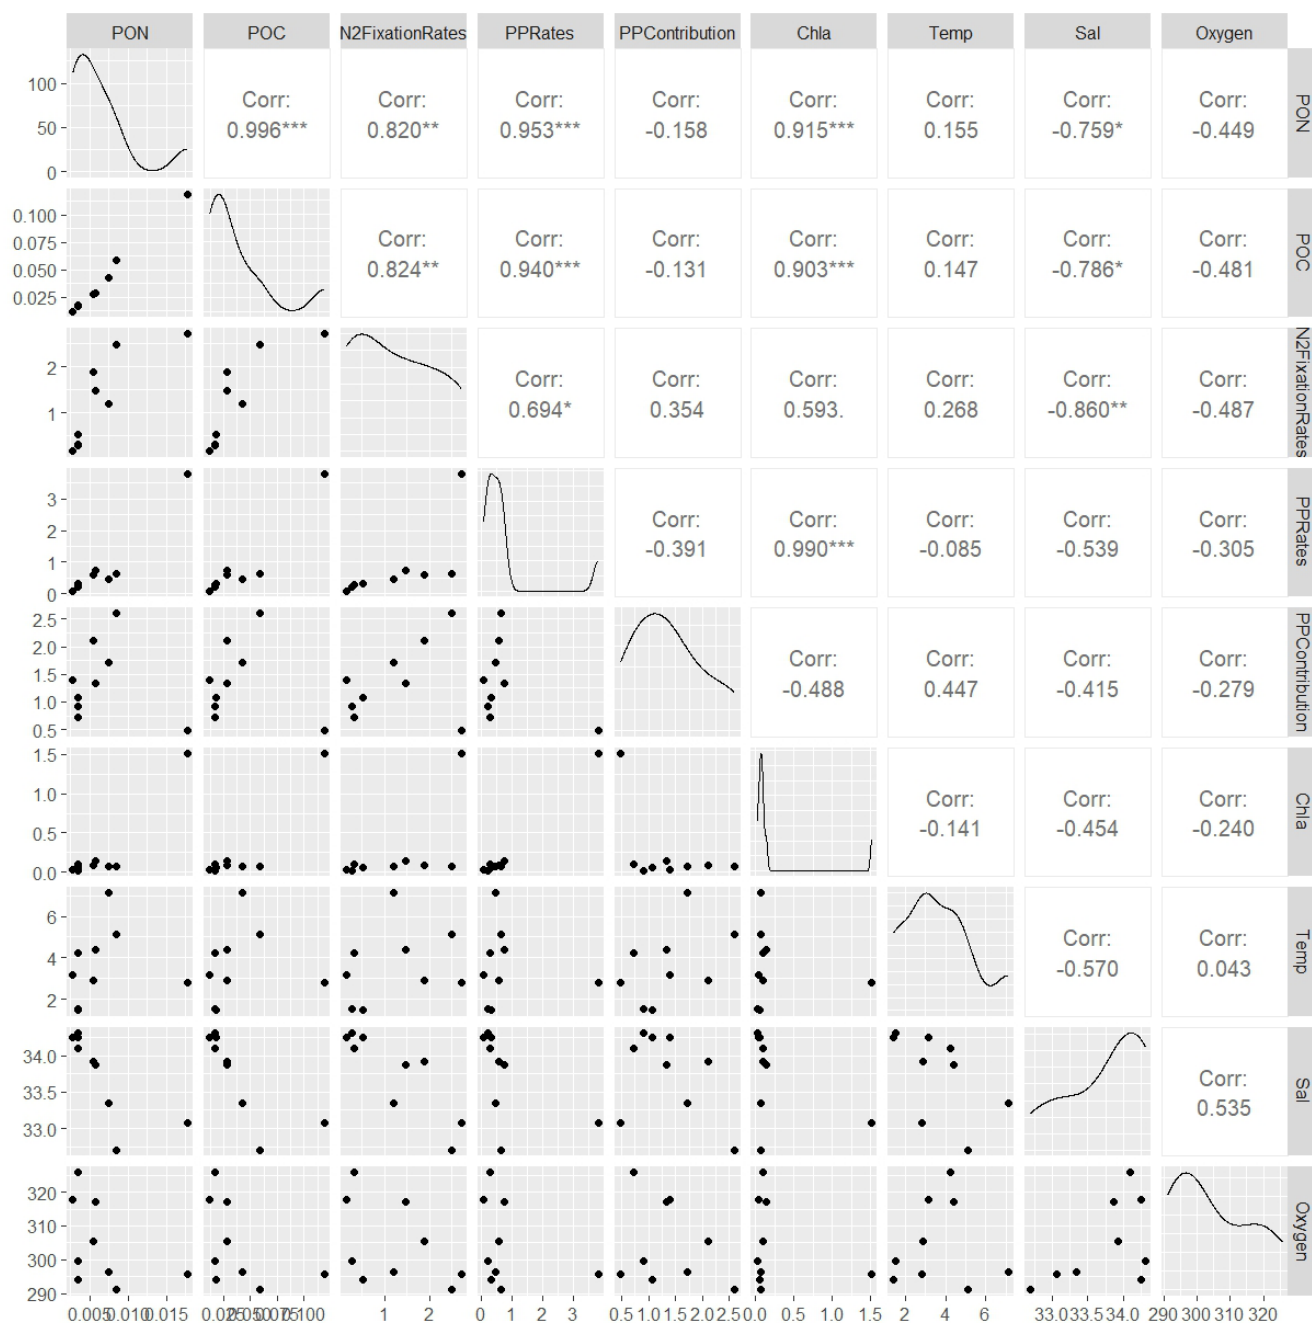 PON POC N2FixationRates PPRates PPContribution Chla Temp Sal Oxygen
100
50
0
Corr: Corr: Corr: Corr: Corr: Corr: Corr: Corr:
0.996*** 0.820** 0.953*** -0.158 0.915*** 0.155 -0.759* -0.449
PON
0.100
0.075
0.050
0.025
Corr: Corr: Corr: Corr: Corr: Corr: Corr:
0.824** 0.940*** -0.131 0.903*** 0.147 -0.786* -0.481
POC
2
1
Corr: Corr: Corr: Corr: Corr: Corr:
0.694* 0.354 0.593. 0.268 -0.860** -0.487
N2FixationRates
3
2
1
0
Corr: Corr: Corr: Corr: Corr:
-0.391 0.990*** -0.085 -0.539 -0.305
PPRates
2.5
2.0
1.5
1.0
0.5
Corr: Corr: Corr: Corr:
-0.488 0.447 -0.415 -0.279
PPContribution
1.5
1.0
0.5
0.0
Corr: Corr: Corr:
-0.141 -0.454 -0.240
Chla
6
4
2
Corr: Corr:
-0.570 0.043
Temp
34.0
33.5
33.0
Corr:
0.535
Sal
320
310
300
290
Oxygen
0.005 0.010 0.015 0.025 0.050 0.075 0.100 1 2 0 1 2 3 0.5 1.0 1.5 2.0 2.5 0.0 0.5 1.0 1.5 2 4 6 33.0 33.5 34.0 290 300 310 320